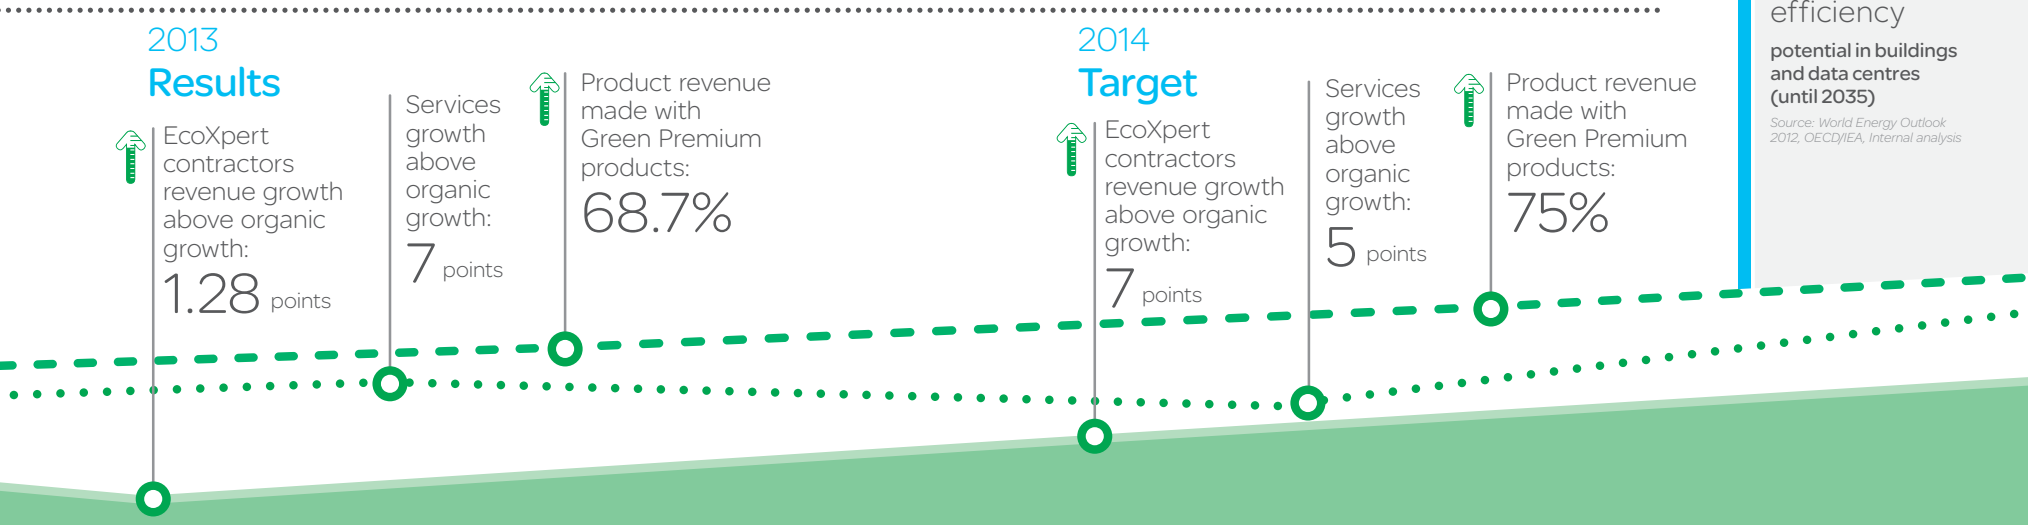 2013
Results
EcoXpert
contractors
revenue growth
above organic
growth:
1.28 points
Services
growth
above
organic
growth:
7 points
Product revenue
made with
Green Premium
products:
68.7%
2014
Target
EcoXpert
contractors
revenue growth
above organic
growth:
7 points
Services
growth
above
organic
growth:
5 points
Product revenue
made with
Green Premium
products:
75%
efficiency
potential in buildings
and data centres
(until 2035)
Source: World Energy Outlook
2012, OECD/IEA, Internal analysis